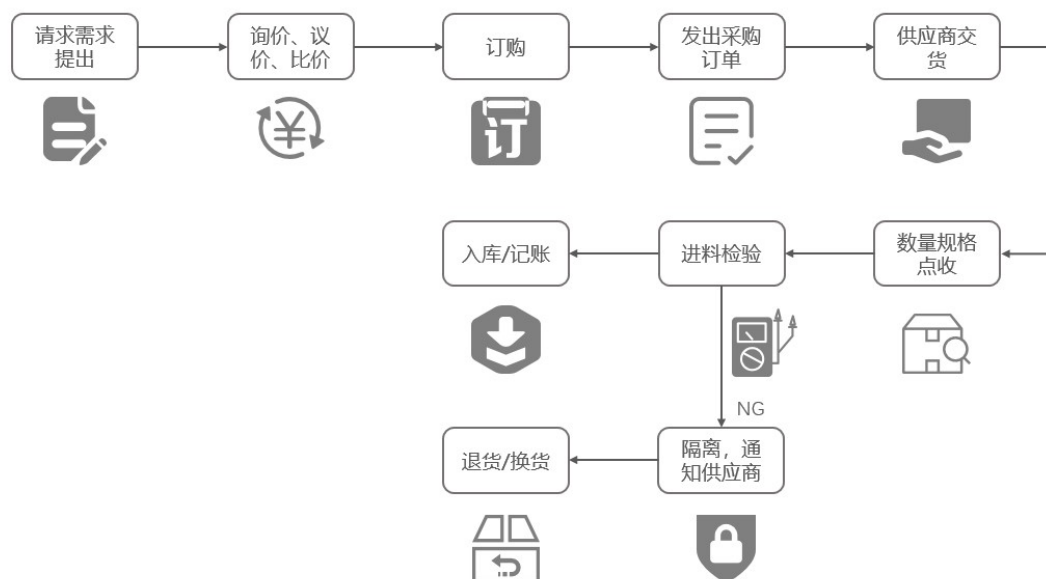 请求需求
提出
询价、议
价、比价
订购
发出采购
订单
供应商交
货
订
入库/记账
进料检验
数量规格
点收
NG
退货/换货
隔离，通
知供应商